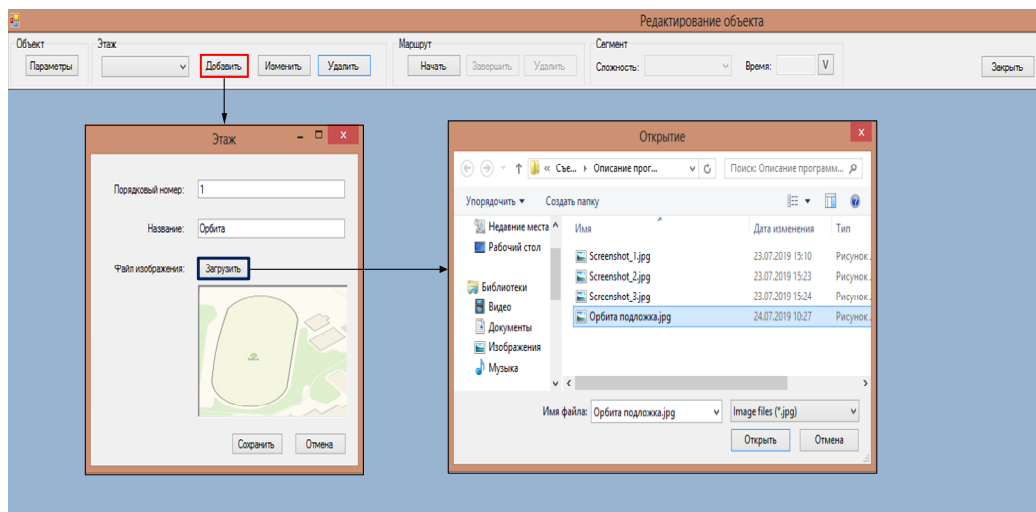 Редактирование объекта
Объект Этаж Маршрут Сегмент
Параметры Добавить Изменить Удалить Начать Завершить Удалить Сложность: Время: V Закрыть
Этаж
Порядковый номер: 1
Название: Орбита
Файл изображения: Загрузить
Сохранить Отмена
Открытие
« Съе... Описание прог... Поиск: Описание программ...
Упорядочить Создать папку
Недавние места
Рабочий стол
Библиотеки
Видео
Документы
Изображения
Музыка
Имя Дата изменения Тип
Screenshot_1.jpg 23.07.2019 15:10 Рисунок
Screenshot_2.jpg 23.07.2019 15:23 Рисунок
Screenshot_3.jpg 23.07.2019 15:24 Рисунок
Орбита подложка.jpg 24.07.2019 10:27 Рисунок
Имя файла: Орбита подложка.jpg Image files (*.jpg)
Открыть Отмена